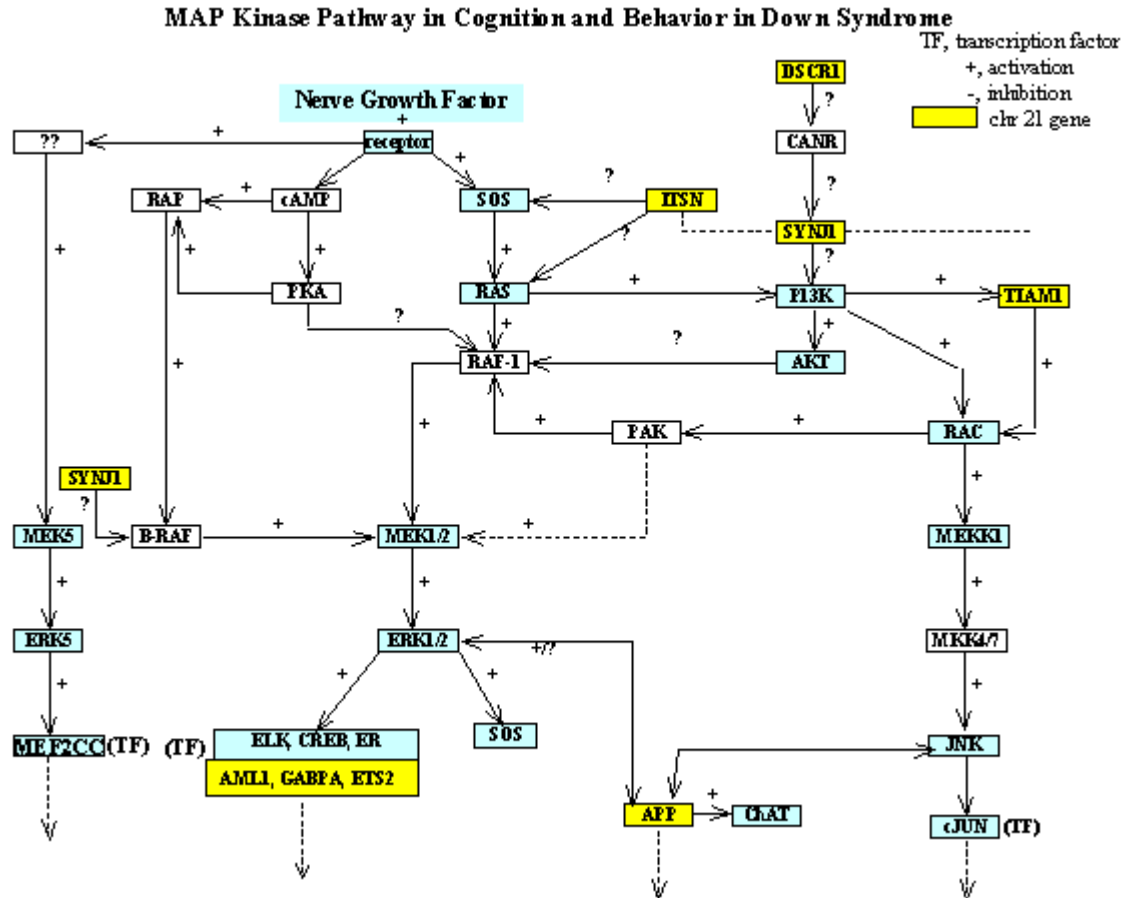 MAP Kinase Pathway in Cognition and Behavior in Down Syndrome
TF, transcription factor
+, activation
-, inhibition
chr 21 gene
DSCR1
?
Nerve Growth Factor
+
receptor
+
??
CANR
+
?
?
RAP
+
cAMP
SOS
ITSN
SYNJ1
+
+
+
+
?
?
PKA
RAS
+
PI3K
+
TIAM1
?
+
?
+
+
+
+
RAF-1
AKT
+
+
PAK
+
RAC
SYNJ1
?
+
+
+
MEK5
B-RAF
MEK1/2
MEKK1
+
+
+
ERK5
ERK1/2
+/?
MKK4/7
+
+
+
+
MEF2CC (TF)
(TF)
ELK, CREB, ER
SOS
JNK
AML1, GABPA, ETS2
APP
+
ChAT
cJUN (TF)